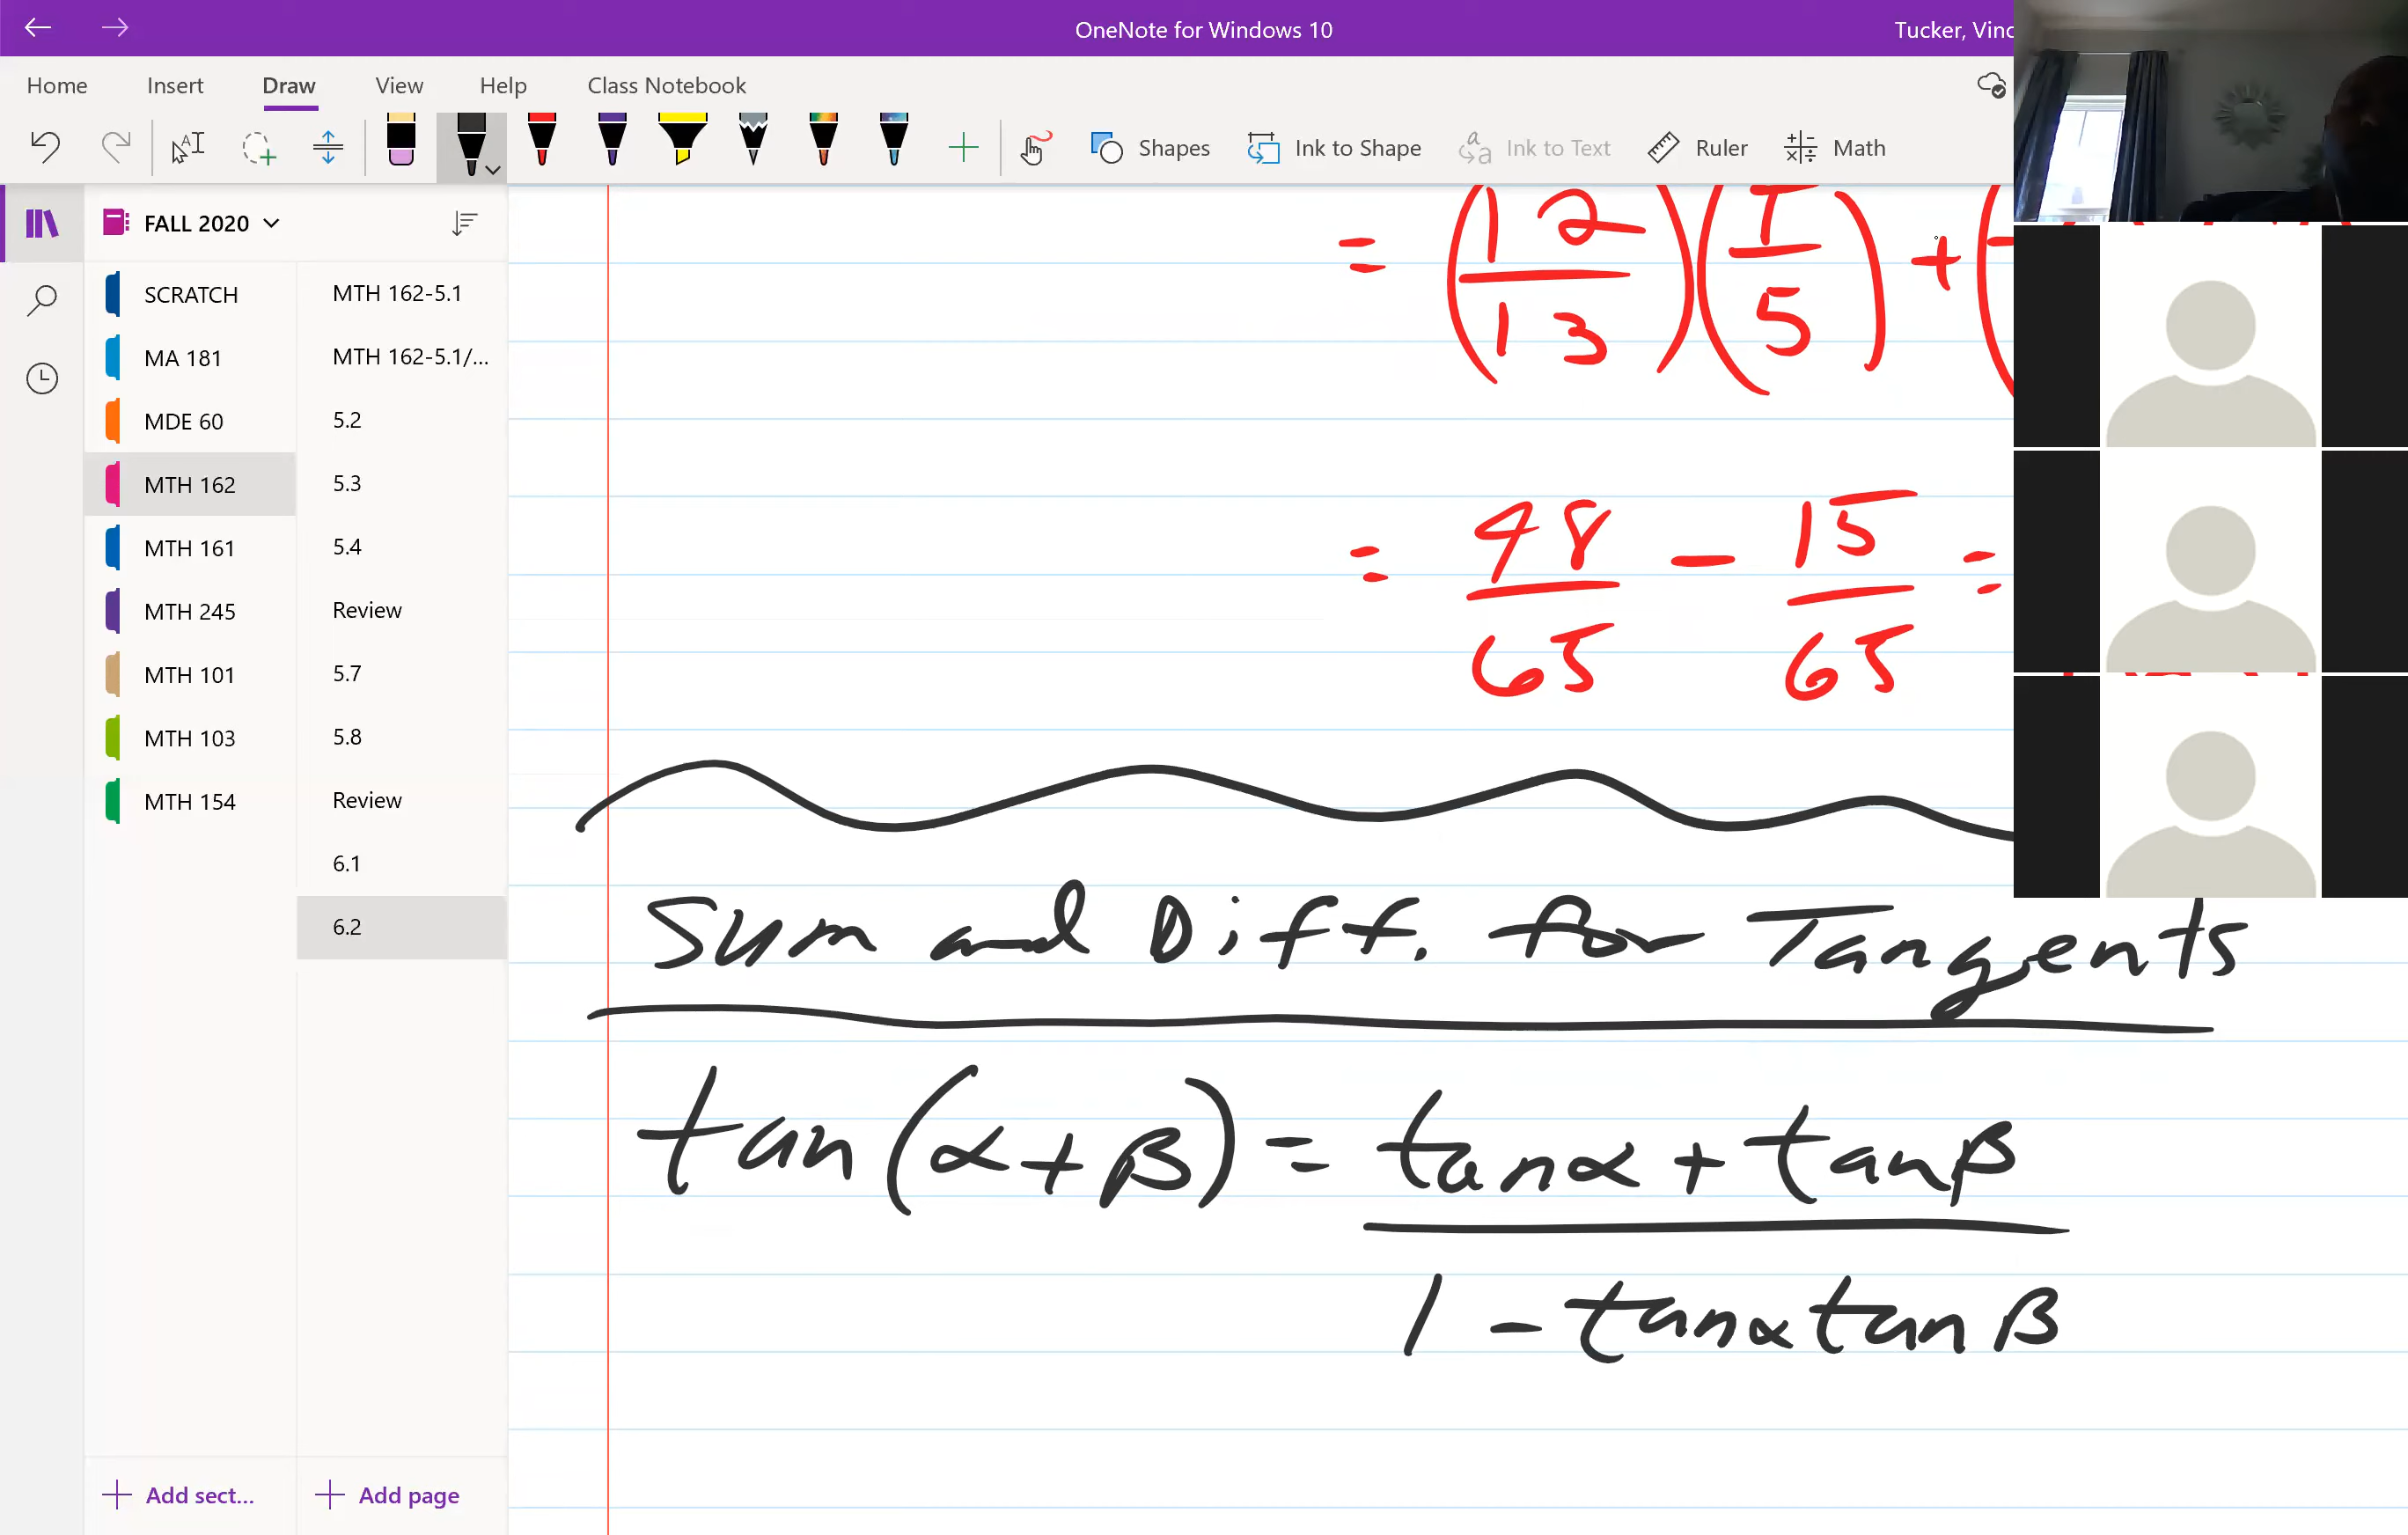 OneNote for Windows 10
Tucker, Vinc
Home Insert Draw View Help Class Notebook
Shapes Ink to Shape Ink to Text Ruler Math
FALL 2020
SCRATCH
MA 181
MDE 60
MTH 162
MTH 161
MTH 245
MTH 101
MTH 103
MTH 154
MTH 162-5.1
MTH 162-5.1/...
5.2
5.3
5.4
Review
5.7
5.8
Review
6.1
6.2
Add sect...
Add page
= (12/13)( /5) + (
= 48/65 - 15/65 =
Sum and Diff. for Tangents
tan(α+β) = tanα + tanβ
1 - tanα tanβ